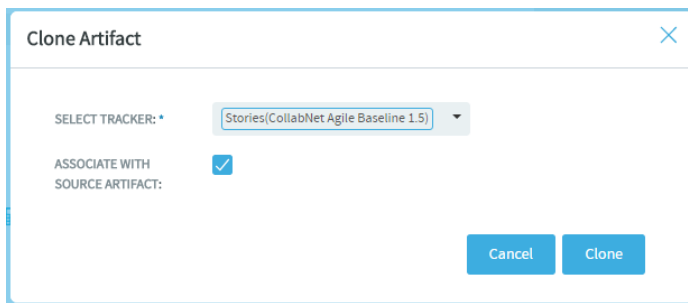 Clone Artifact
SELECT TRACKER: *
Stories(CollabNet Agile Baseline 1.5)
ASSOCIATE WITH
SOURCE ARTIFACT:
Cancel
Clone